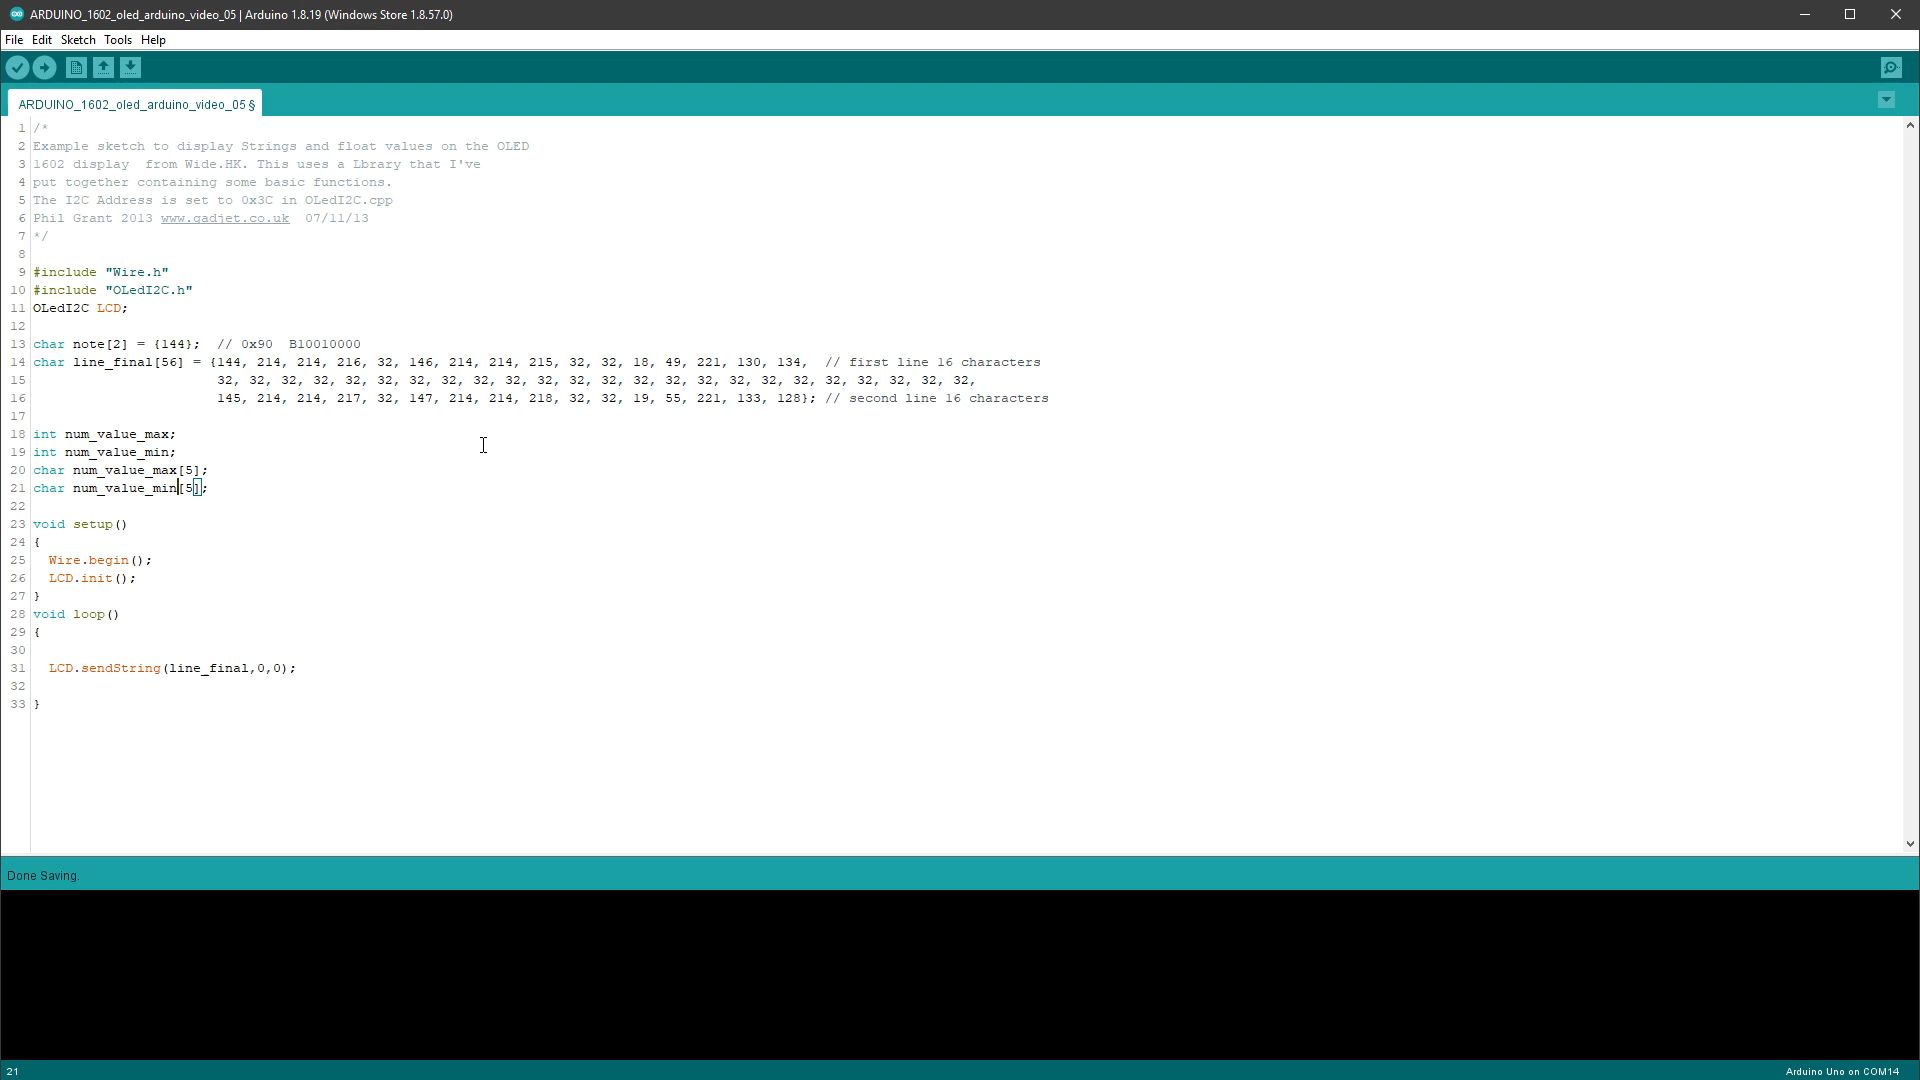 ARDUINO_1602_oled_arduino_video_05 | Arduino 1.8.19 (Windows Store 1.8.57.0)
File Edit Sketch Tools Help
ARDUINO_1602_oled_arduino_video_05 §
1 /*
2 Example sketch to display Strings and float values on the OLED
3 1602 display  from Wide.HK. This uses a Lbrary that I've
4 put together containing some basic functions.
5 The I2C Address is set to 0x3C in OLedI2C.cpp
6 Phil Grant 2013 www.gadjet.co.uk  07/11/13
7 */
8
9 #include "Wire.h"
10 #include "OLedI2C.h"
11 OLedI2C LCD;
12
13 char note[2] = {144};  // 0x90  B10010000
14 char line_final[56] = {144, 214, 214, 216, 32, 146, 214, 214, 215, 32, 32, 18, 49, 221, 130, 134,  // first line 16 characters
15 32, 32, 32, 32, 32, 32, 32, 32, 32, 32, 32, 32, 32, 32, 32, 32, 32, 32, 32, 32, 32, 32, 32, 32,
16 145, 214, 214, 217, 32, 147, 214, 214, 218, 32, 32, 19, 55, 221, 133, 128}; // second line 16 characters
17
18 int num_value_max;
19 int num_value_min;
20 char num_value_max[5];
21 char num_value_min[5];
22
23 void setup()
24 {
25   Wire.begin();
26   LCD.init();
27 }
28 void loop()
29 {
30
31   LCD.sendString(line_final,0,0);
32
33 }
Done Saving.
21
Arduino Uno on COM14